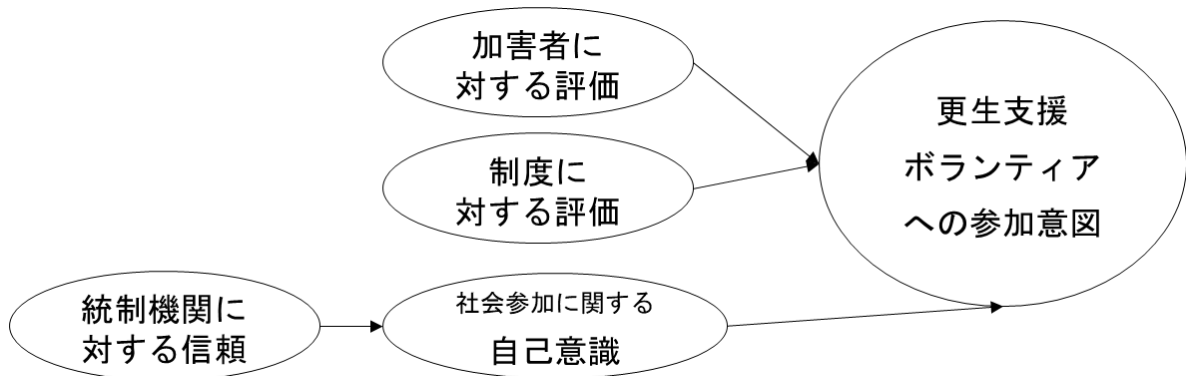 加害者に
対する評価
制度に
対する評価
更生支援
ボランティア
への参加意図
統制機関に
対する信頼
社会参加に関する
自己意識